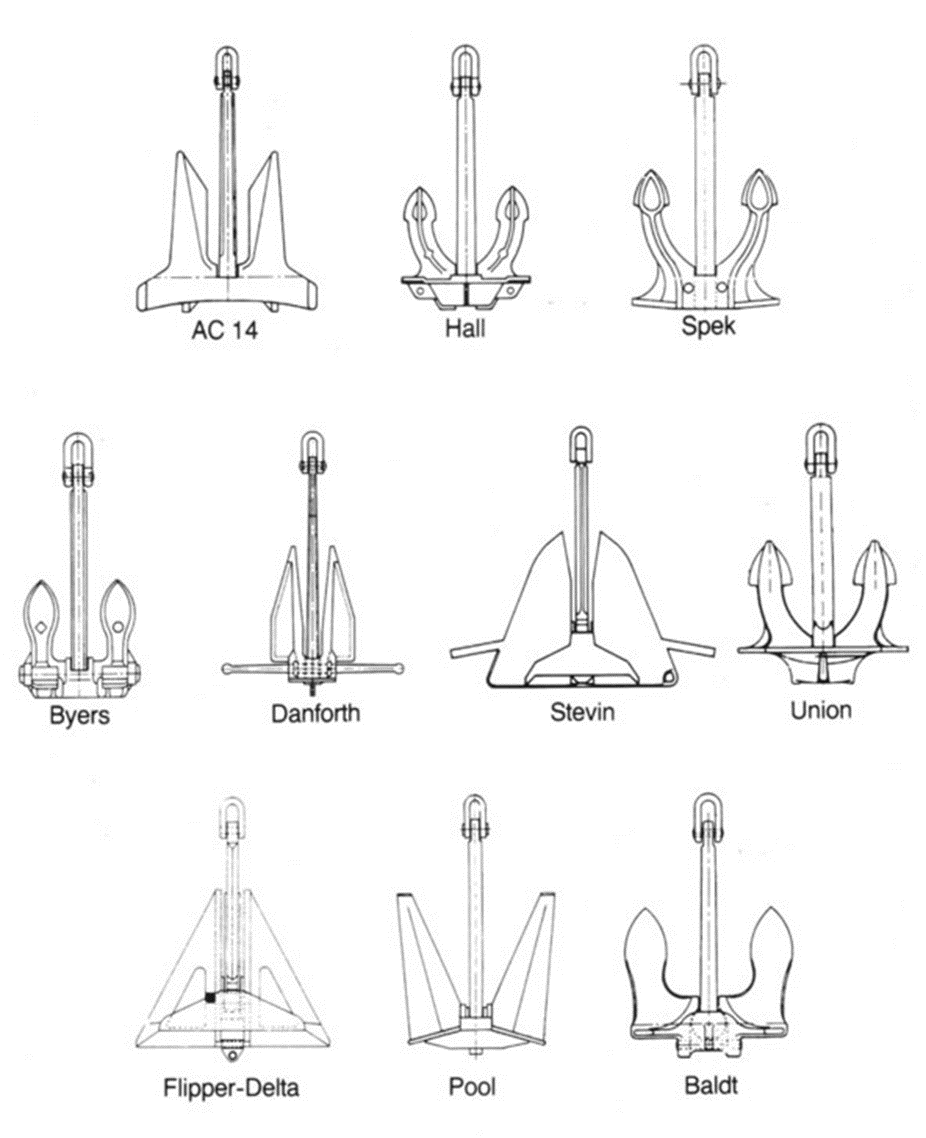 AC 14
Hall
Spek
Byers
Danforth
Stevin
Union
Flipper-Delta
Pool
Baldt